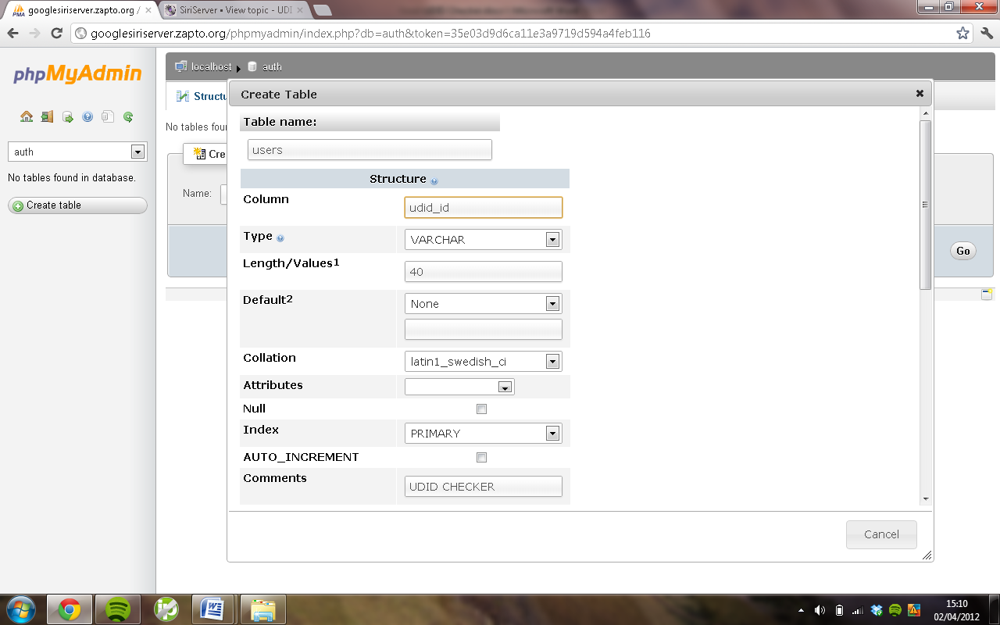 googlesiriserver.zapto.org /
SiriServer • View topic - UDI
googlesiriserver.zapto.org/phpmyadmin/index.php?db=auth&token=35e03d9d6ca11e3a9719d594a4feb116
phpMyAdmin
localhost
auth
Structu
Create Table
Table name:
No tables foun
users
auth
Cre
No tables found in database.
Structure
Name:
Column
udid_id
Create table
Type
VARCHAR
Go
Length/Values1
40
Default2
None
Collation
latin1_swedish_ci
Attributes
Null
Index
PRIMARY
AUTO_INCREMENT
Comments
UDID CHECKER
Cancel
15:10
02/04/2012